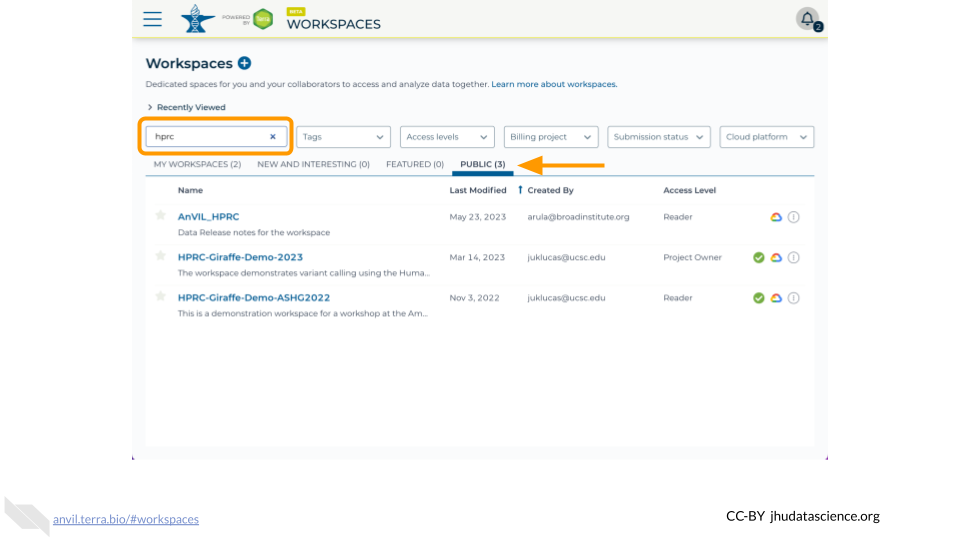 POWERED BY Terra
BETA
WORKSPACES
2
Workspaces
Dedicated spaces for you and your collaborators to access and analyze data together. Learn more about workspaces.
Recently Viewed
hprc × Tags Access levels Billing project Submission status Cloud platform
MY WORKSPACES (2) NEW AND INTERESTING (0) FEATURED (0) PUBLIC (3)
Name Last Modified ↑ Created By Access Level
AnVIL_HPRC May 23, 2023 arula@broadinstitute.org Reader
Data Release notes for the workspace
HPRC-Giraffe-Demo-2023 Mar 14, 2023 juklucas@ucsc.edu Project Owner
The workspace demonstrates variant calling using the Huma...
HPRC-Giraffe-Demo-ASHG2022 Nov 3, 2022 juklucas@ucsc.edu Reader
This is a demonstration workspace for a workshop at the Am...
anvil.terra.bio/#workspaces
CC-BY jhudatascience.org